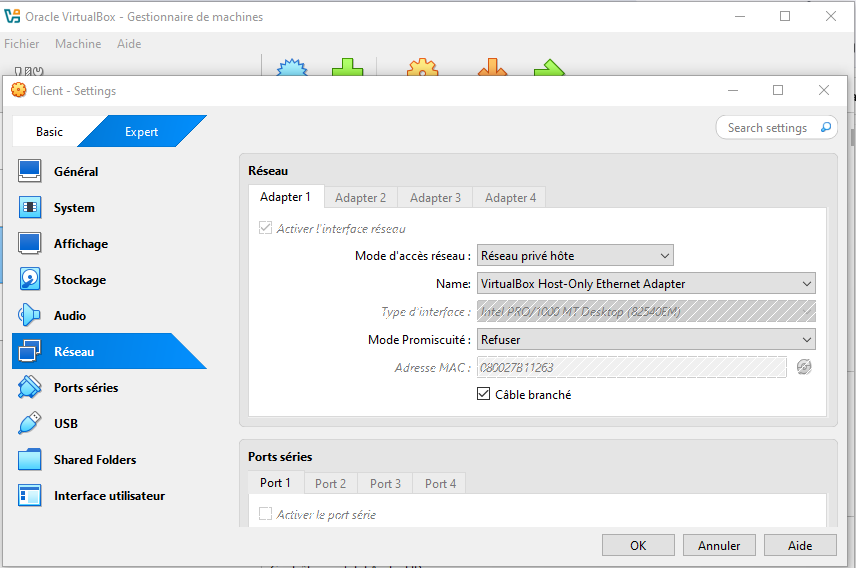 Oracle VirtualBox - Gestionnaire de machines
Fichier Machine Aide
Client - Settings
Basic Expert Search settings
Général
System
Affichage
Stockage
Audio
Réseau
Ports séries
USB
Shared Folders
Interface utilisateur
Réseau
Adapter 1 Adapter 2 Adapter 3 Adapter 4
Activer l'interface réseau
Mode d'accès réseau : Réseau privé hôte
Name: VirtualBox Host-Only Ethernet Adapter
Type d'interface : Intel PRO/1000 MT Desktop (82540EM)
Mode Promiscuité : Refuser
Adresse MAC : 080027B11263
Câble branché
Ports séries
Port 1 Port 2 Port 3 Port 4
Activer le port série
OK Annuler Aide